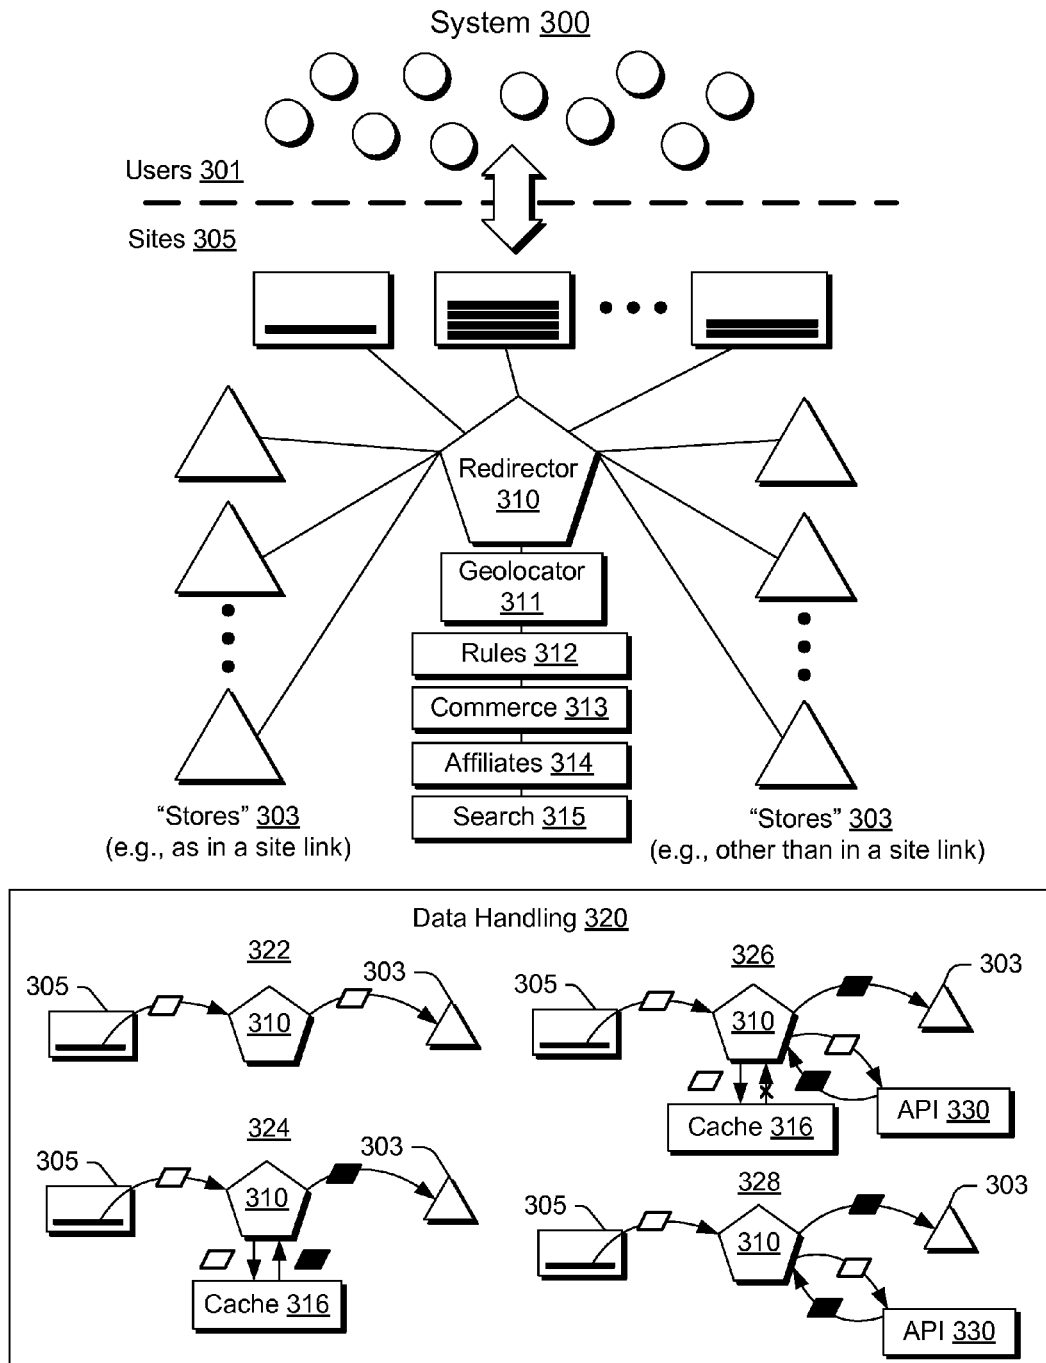 System 300
Users 301
Sites 305
Redirector
310
Geolocator
311
Rules 312
Commerce 313
Affiliates 314
Search 315
“Stores” 303
(e.g., as in a site link)
“Stores” 303
(e.g., other than in a site link)
Data Handling 320
322
305
303
310
326
305
303
310
Cache 316
API 330
324
305
303
310
Cache 316
328
305
303
310
API 330